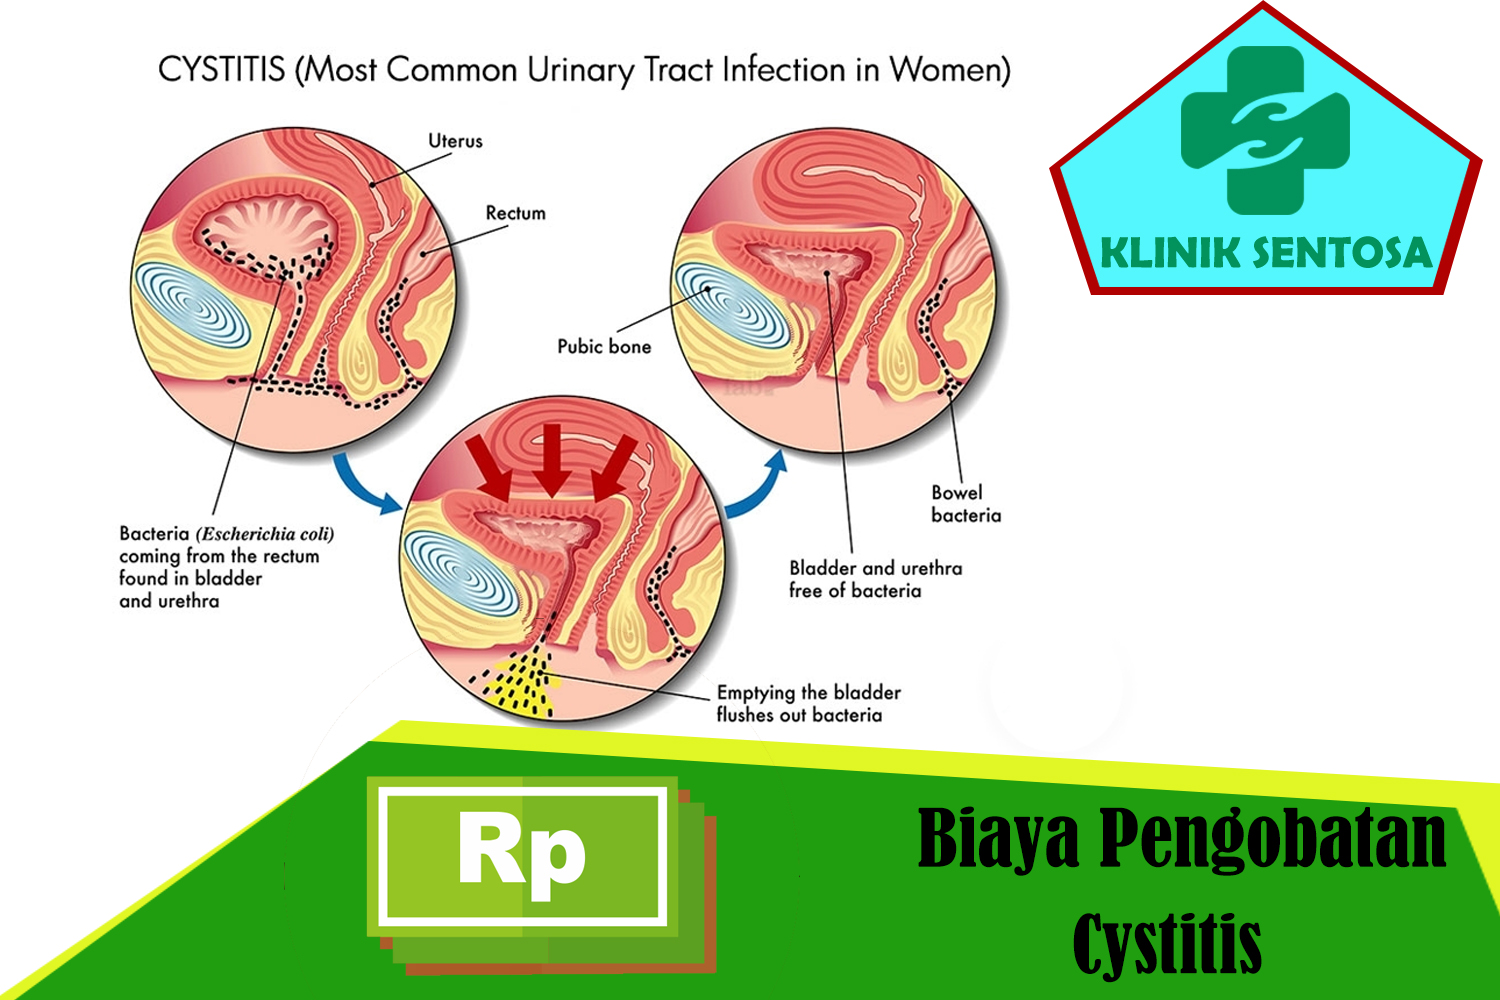 CYSTITIS (Most Common Urinary Tract Infection in Women)
KLINIK SENTOSA
Uterus
Rectum
Pubic bone
Bacteria (Escherichia coli)
coming from the rectum
found in bladder
and urethra
Bowel
bacteria
Bladder and urethra
free of bacteria
Emptying the bladder
flushes out bacteria
Rp
Biaya Pengobatan
Cystitis